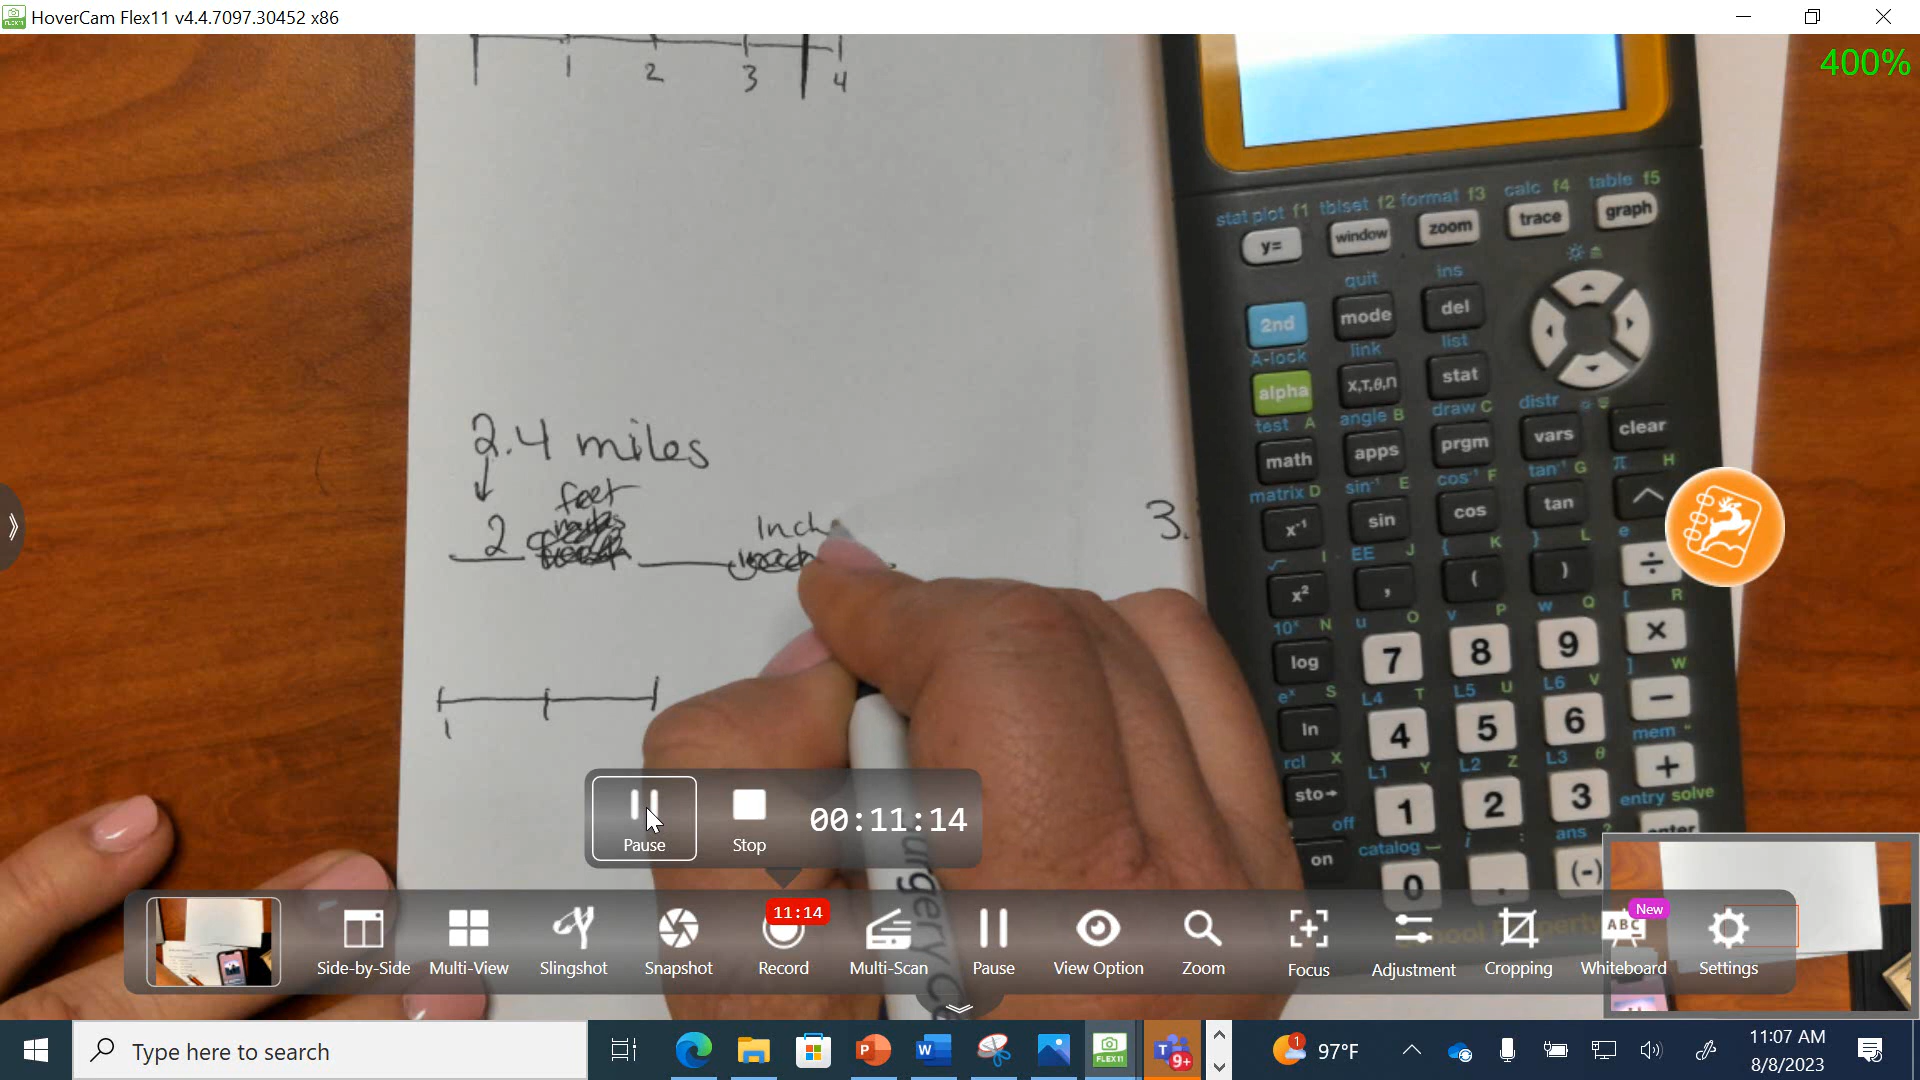 HoverCam Flex11 v4.4.7097.30452 x86
400%
1 2 3 4
stat plot f1 tblset f2 format f3 calc f4 table f5
y= window zoom trace graph
quit ins
2nd mode del
A-lock link list
alpha X,T,θ,n stat
test A angle B draw C distr
math apps prgm vars clear
matrix D sin⁻¹ E cos⁻¹ F tan⁻¹ G π H
x⁻¹ sin cos tan ^
√ I EE J { K } L e
x² , ( ) ÷
10ˣ N u O v P w Q [ R
log 7 8 9 ×
eˣ S L4 T L5 U L6 V ] W
ln 4 5 6 −
rcl X L1 Y L2 Z L3 θ mem "
sto→ 1 2 3 +
off catalog i : ans ? entry solve
on 0 . (-) enter
2.4 miles
feet
2
Inch
3.
1
Pause Stop 00:11:14
11:14
New
Side-by-Side Multi-View Slingshot Snapshot Record Multi-Scan Pause View Option Zoom Focus Adjustment Cropping Whiteboard Settings
ABC
Type here to search
FLEX11
9+
1
97°F
11:07 AM
8/8/2023